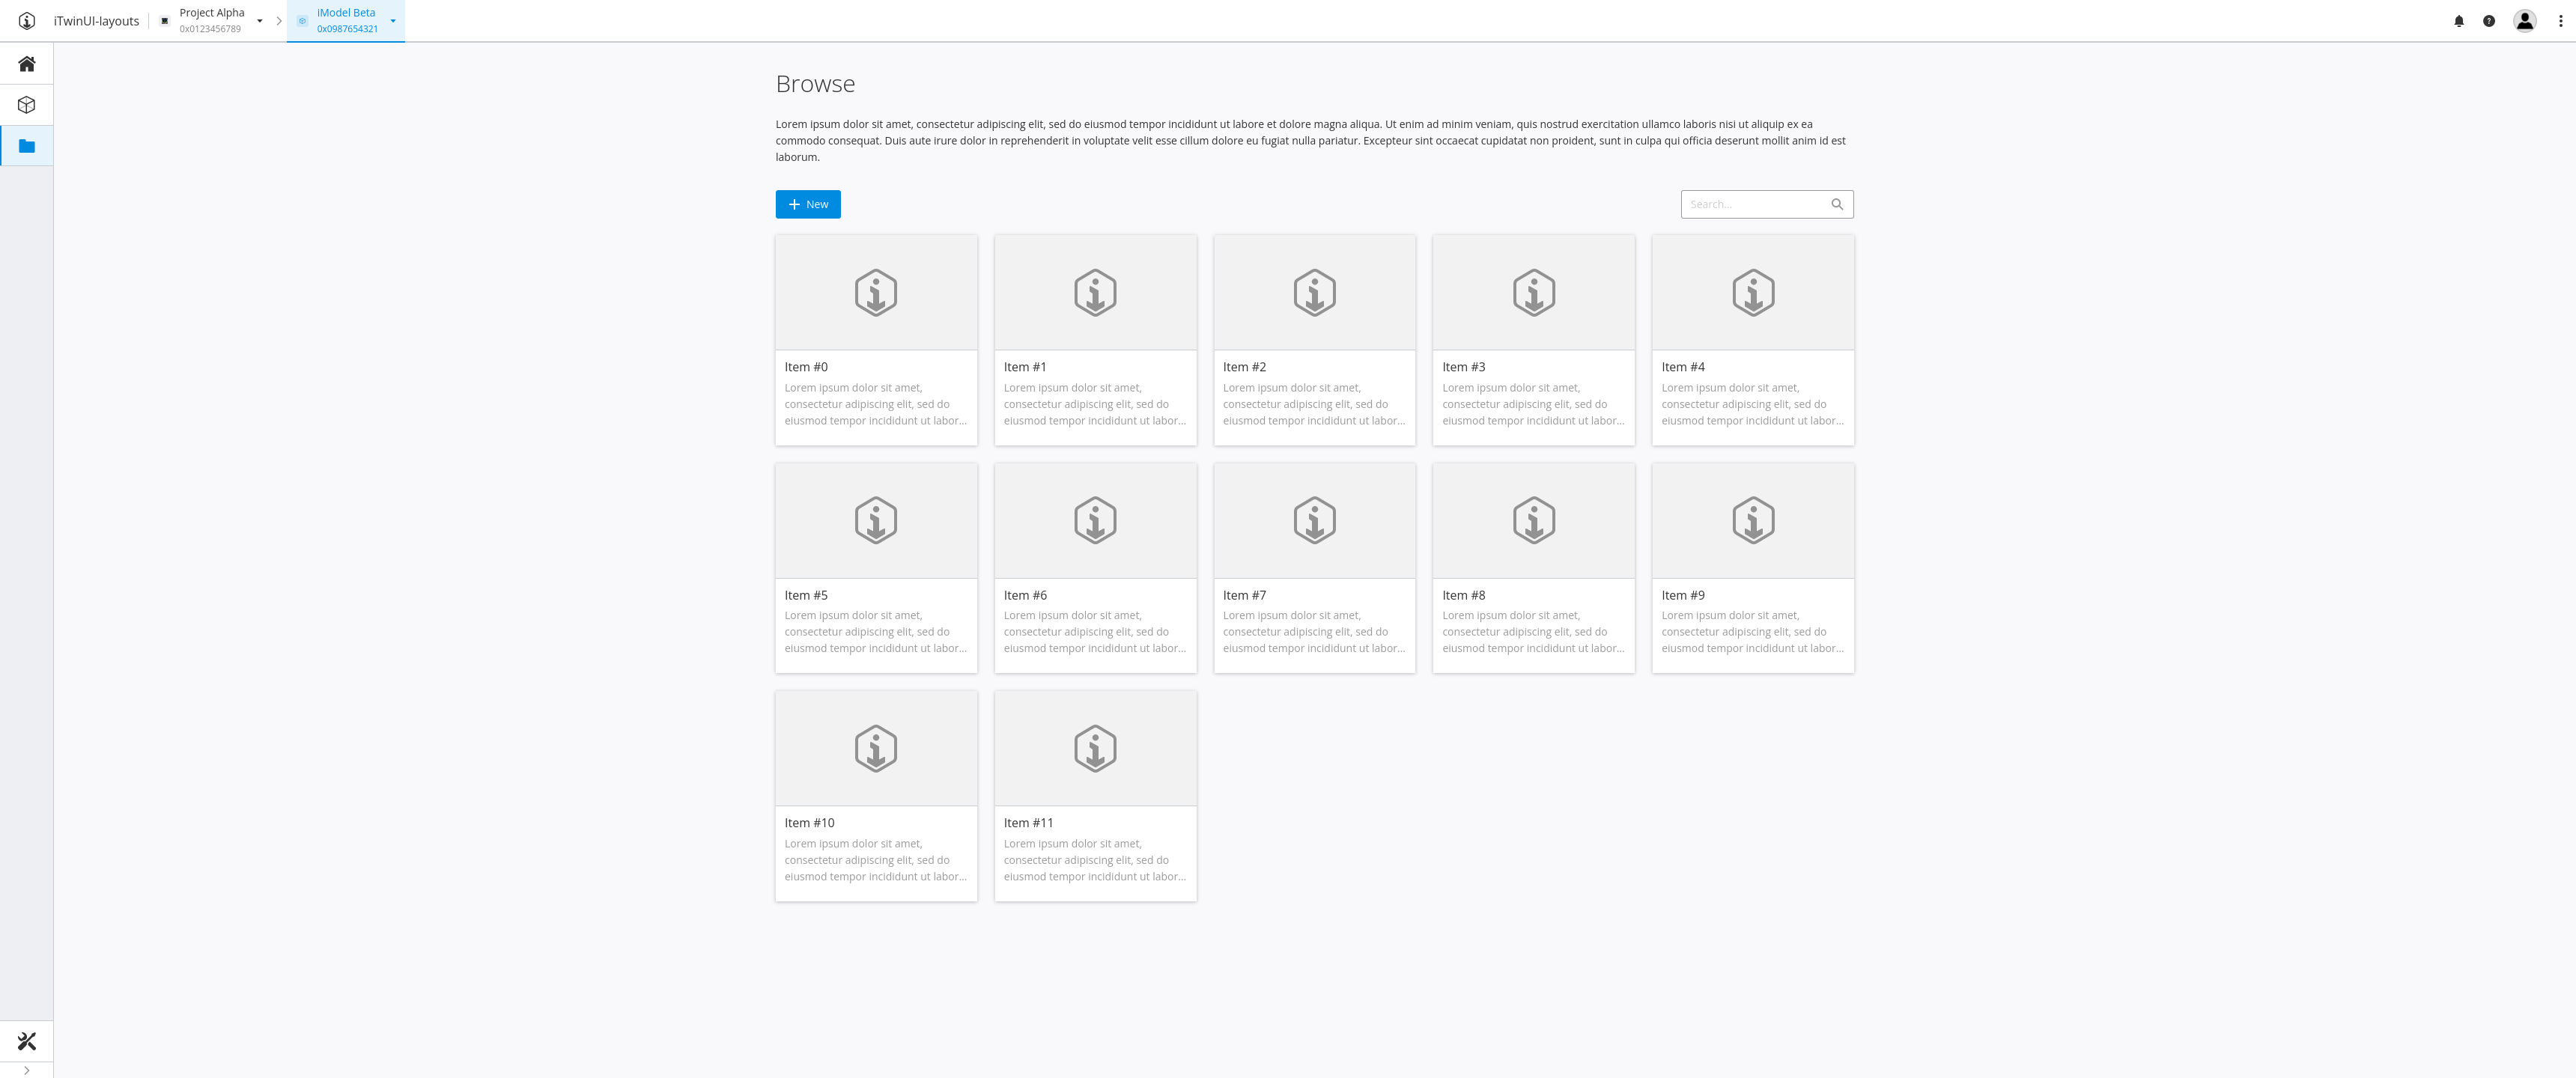 iTwinUI-layouts
Project Alpha
0x0123456789
iModel Beta
0x0987654321
Browse
Lorem ipsum dolor sit amet, consectetur adipiscing elit, sed do eiusmod tempor incididunt ut labore et dolore magna aliqua. Ut enim ad minim veniam, quis nostrud exercitation ullamco laboris nisi ut aliquip ex ea
commodo consequat. Duis aute irure dolor in reprehenderit in voluptate velit esse cillum dolore eu fugiat nulla pariatur. Excepteur sint occaecat cupidatat non proident, sunt in culpa qui officia deserunt mollit anim id est
laborum.
New
Search...
Item #0
Lorem ipsum dolor sit amet,
consectetur adipiscing elit, sed do
eiusmod tempor incididunt ut labor...
Item #1
Lorem ipsum dolor sit amet,
consectetur adipiscing elit, sed do
eiusmod tempor incididunt ut labor...
Item #2
Lorem ipsum dolor sit amet,
consectetur adipiscing elit, sed do
eiusmod tempor incididunt ut labor...
Item #3
Lorem ipsum dolor sit amet,
consectetur adipiscing elit, sed do
eiusmod tempor incididunt ut labor...
Item #4
Lorem ipsum dolor sit amet,
consectetur adipiscing elit, sed do
eiusmod tempor incididunt ut labor...
Item #5
Lorem ipsum dolor sit amet,
consectetur adipiscing elit, sed do
eiusmod tempor incididunt ut labor...
Item #6
Lorem ipsum dolor sit amet,
consectetur adipiscing elit, sed do
eiusmod tempor incididunt ut labor...
Item #7
Lorem ipsum dolor sit amet,
consectetur adipiscing elit, sed do
eiusmod tempor incididunt ut labor...
Item #8
Lorem ipsum dolor sit amet,
consectetur adipiscing elit, sed do
eiusmod tempor incididunt ut labor...
Item #9
Lorem ipsum dolor sit amet,
consectetur adipiscing elit, sed do
eiusmod tempor incididunt ut labor...
Item #10
Lorem ipsum dolor sit amet,
consectetur adipiscing elit, sed do
eiusmod tempor incididunt ut labor...
Item #11
Lorem ipsum dolor sit amet,
consectetur adipiscing elit, sed do
eiusmod tempor incididunt ut labor...